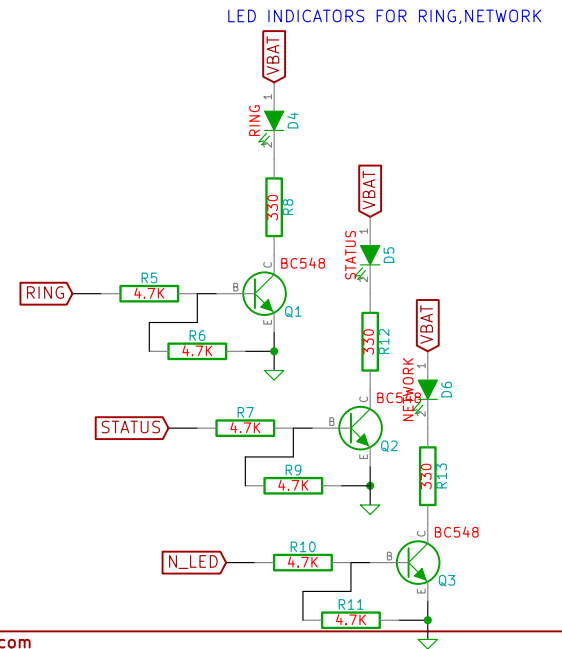 LED INDICATORS FOR RING,NETWORK
VBAT
1
RING
D4
2
330
R8
C
BC548
RING
R5
4.7K
B
E
Q1
R6
4.7K
VBAT
1
STATUS
D5
2
330
R12
C
BC548
STATUS
R7
4.7K
B
E
Q2
R9
4.7K
VBAT
1
NETWORK
D6
2
330
R13
C
BC548
N_LED
R10
4.7K
B
E
Q3
R11
4.7K
com